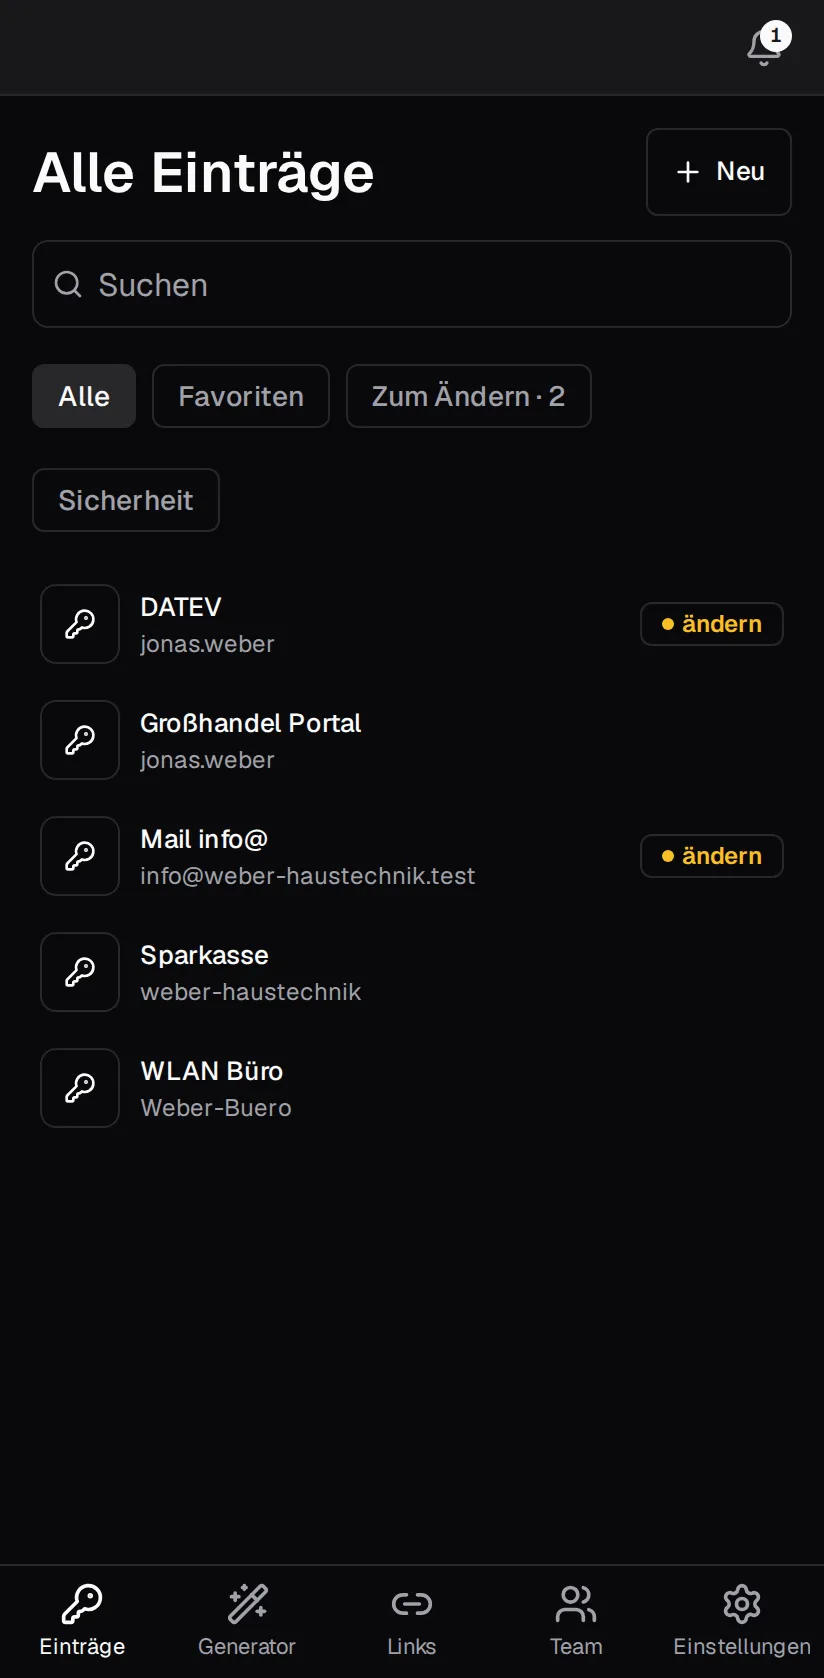 1
Alle Einträge
Neu
Suchen
Alle
Favoriten
Zum Ändern · 2
Sicherheit
DATEV
jonas.weber
ändern
Großhandel Portal
jonas.weber
Mail info@
info@weber-haustechnik.test
ändern
Sparkasse
weber-haustechnik
WLAN Büro
Weber-Buero
Einträge
Generator
Links
Team
Einstellungen